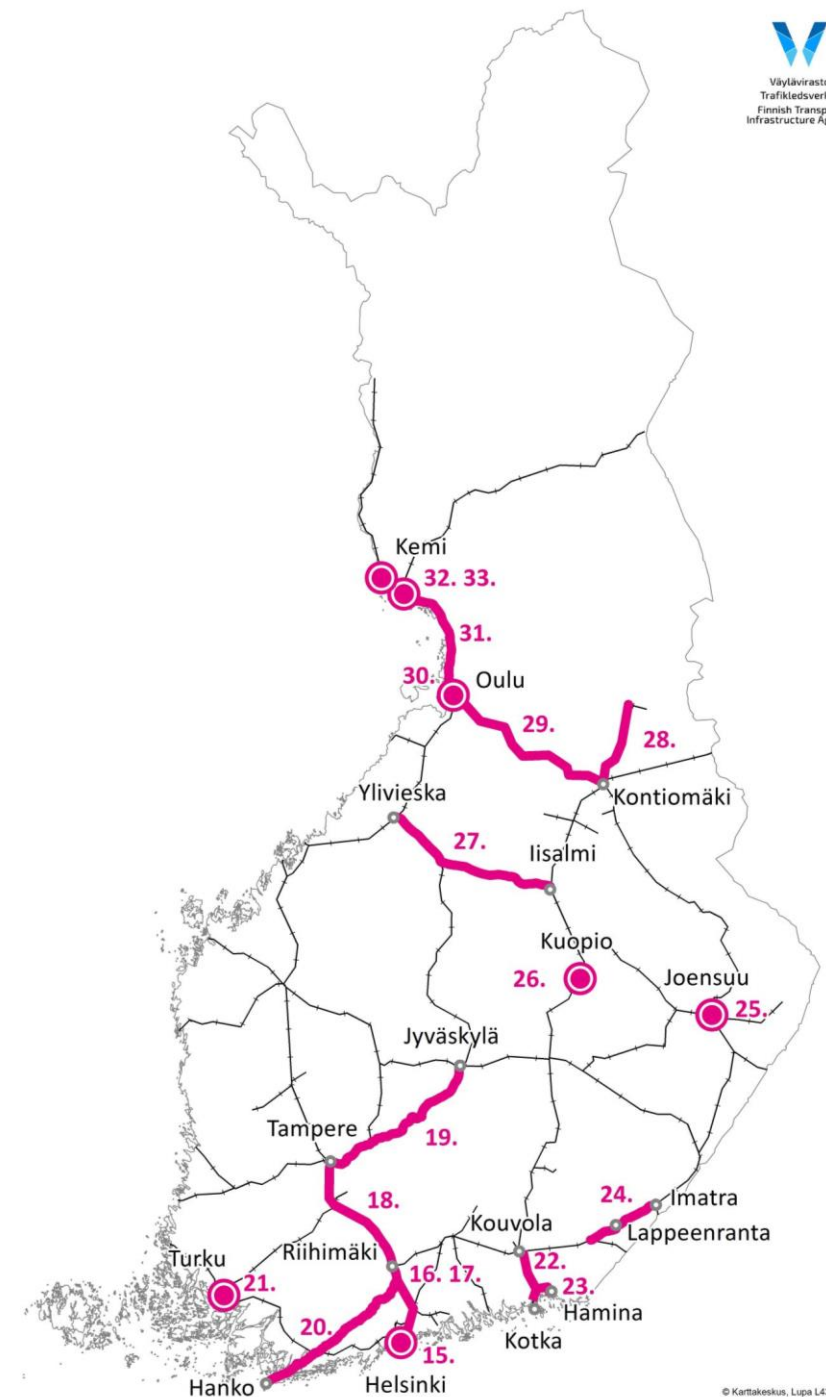 Väylävirasto
Trafikledsverk
Finnish Transp
Infrastructure Ag
Kemi
32. 33.
31.
30.
Oulu
29.
28.
Ylivieska
Kontiomäki
27.
Iisalmi
Kuopio
26.
Joensuu
25.
Jyväskylä
Tampere
19.
18.
24.
Imatra
Kouvola
Lappeenranta
Riihimäki
22.
Turku
16. 17.
21.
23.
Hamina
20.
Kotka
15.
Hanko
Helsinki
© Karttakeskus, Lupa L4